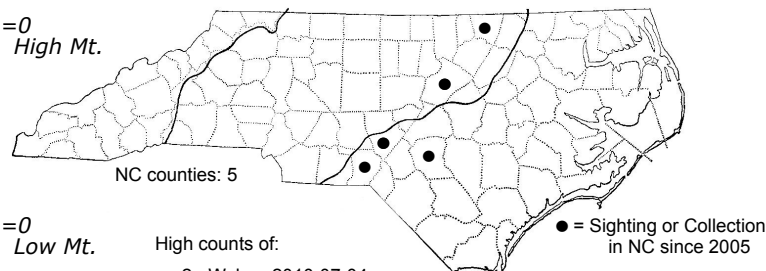 =0
High Mt.
NC counties: 5
=0
Low Mt.
High counts of:
● = Sighting or Collection
in NC since 2005